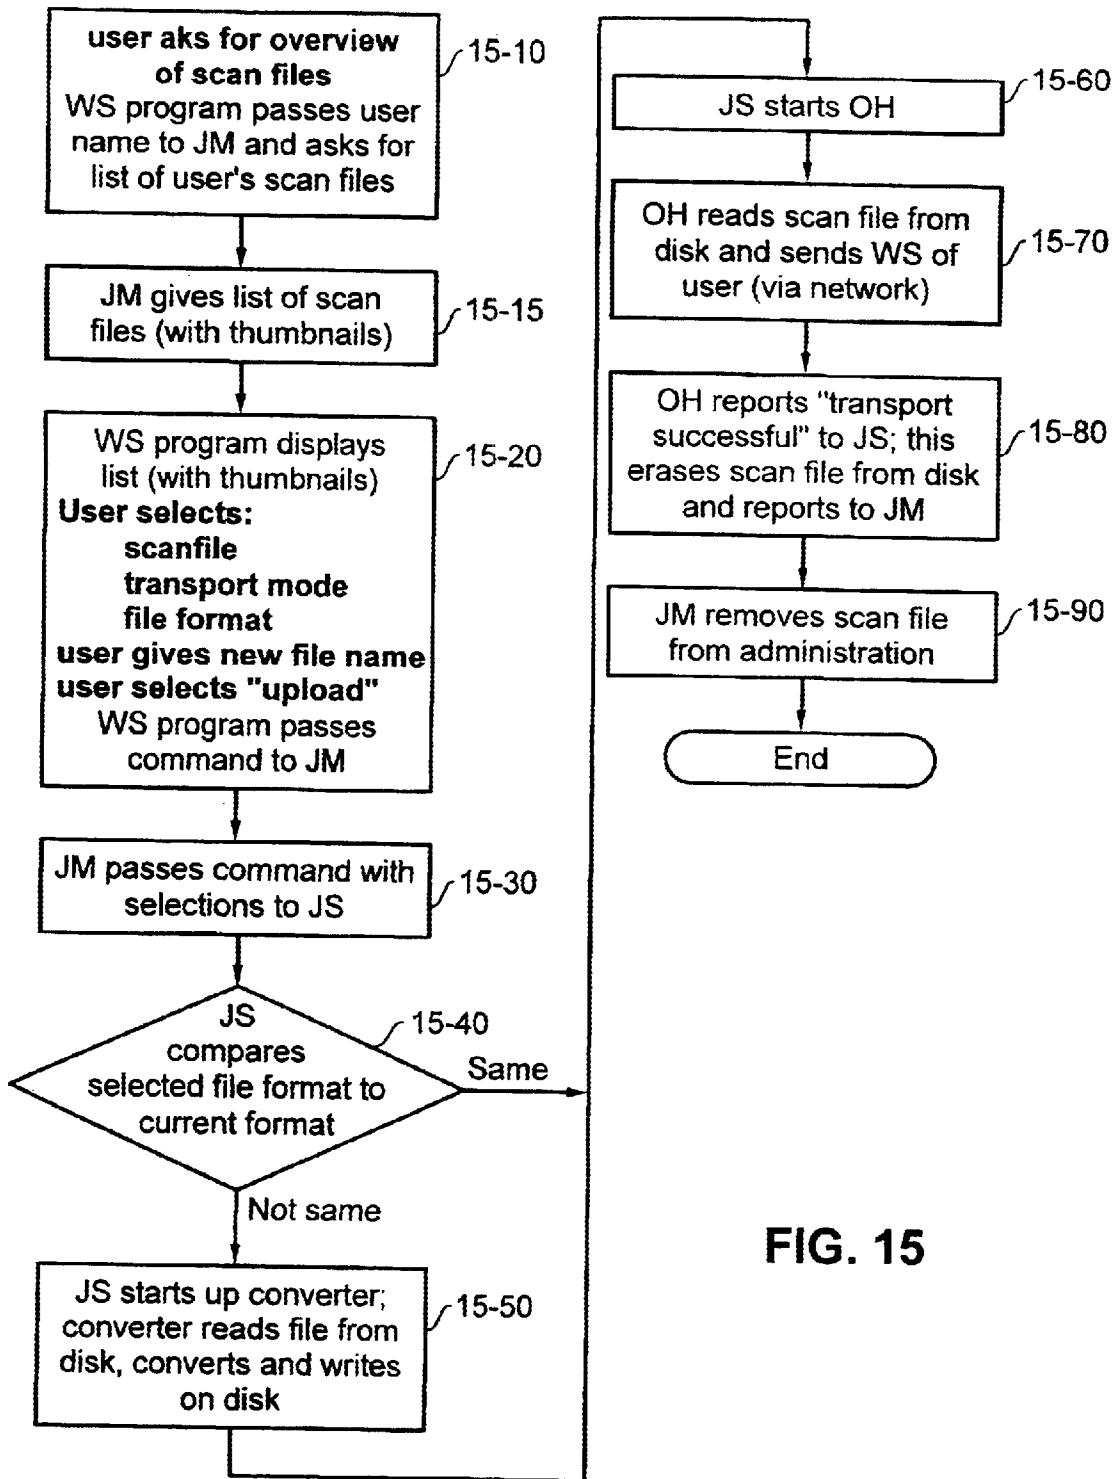 user aks for overview
of scan files
WS program passes user
name to JM and asks for
list of user's scan files
15-10
JM gives list of scan
files (with thumbnails)
15-15
WS program displays
list (with thumbnails)
User selects:
scanfile
transport mode
file format
user gives new file name
user selects "upload"
WS program passes
command to JM
15-20
JM passes command with
selections to JS
15-30
JS
compares
selected file format to
current format
15-40
Same
Not same
JS starts up converter;
converter reads file from
disk, converts and writes
on disk
15-50
JS starts OH
15-60
OH reads scan file from
disk and sends WS of
user (via network)
15-70
OH reports "transport
successful" to JS; this
erases scan file from disk
and reports to JM
15-80
JM removes scan file
from administration
15-90
End
FIG. 15